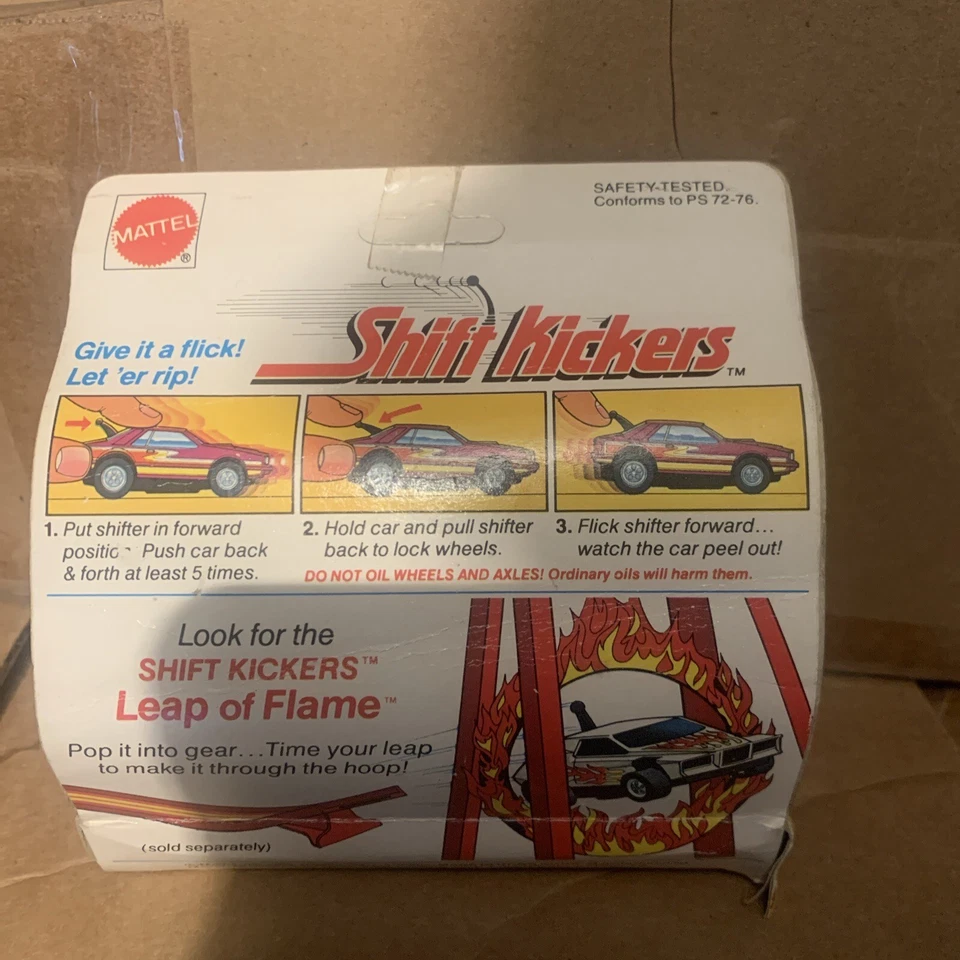 MATTEL
®
SAFETY-TESTED.
Conforms to PS 72-76.
Give it a flick!
Let 'er rip!
Shift Kickers™
1. Put shifter in forward
Push car back
& forth at least 5 times.
2. Hold car and pull shifter
back to lock wheels.
3. Flick shifter forward...
watch the car peel out!
DO NOT OIL WHEELS AND AXLES! Ordinary oils will harm them.
Look for the
SHIFT KICKERS™
Leap of Flame™
Pop it into gear...Time your leap
to make it through the hoop!
(sold separately)